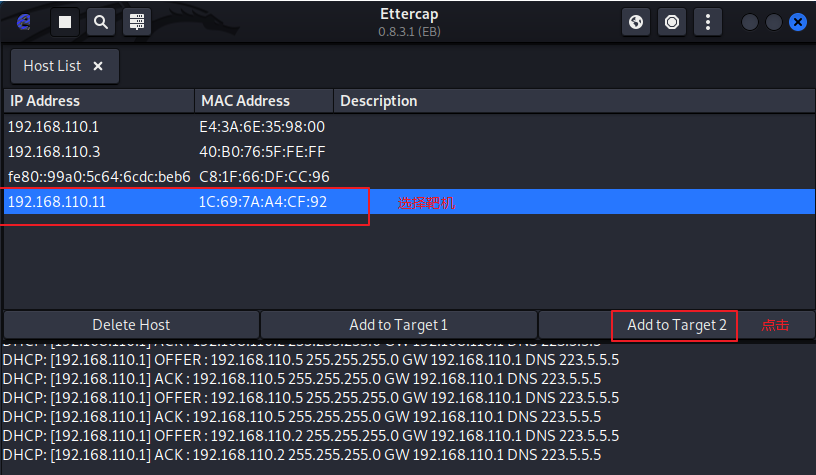 Ettercap
0.8.3.1 (EB)
Host List ×
IP Address MAC Address Description
192.168.110.1 E4:3A:6E:35:98:00
192.168.110.3 40:B0:76:5F:FE:FF
fe80::99a0:5c64:6cdc:beb6 C8:1F:66:DF:CC:96
192.168.110.11 1C:69:7A:A4:CF:92 选择靶机
Delete Host Add to Target 1 Add to Target 2 点击
DHCP: [192.168.110.1] ACK : 192.168.110.5 255.255.255.0 GW 192.168.110.1 DNS 223.5.5.5
DHCP: [192.168.110.1] OFFER : 192.168.110.5 255.255.255.0 GW 192.168.110.1 DNS 223.5.5.5
DHCP: [192.168.110.1] ACK : 192.168.110.5 255.255.255.0 GW 192.168.110.1 DNS 223.5.5.5
DHCP: [192.168.110.1] OFFER : 192.168.110.5 255.255.255.0 GW 192.168.110.1 DNS 223.5.5.5
DHCP: [192.168.110.1] ACK : 192.168.110.5 255.255.255.0 GW 192.168.110.1 DNS 223.5.5.5
DHCP: [192.168.110.1] OFFER : 192.168.110.2 255.255.255.0 GW 192.168.110.1 DNS 223.5.5.5
DHCP: [192.168.110.1] ACK : 192.168.110.2 255.255.255.0 GW 192.168.110.1 DNS 223.5.5.5